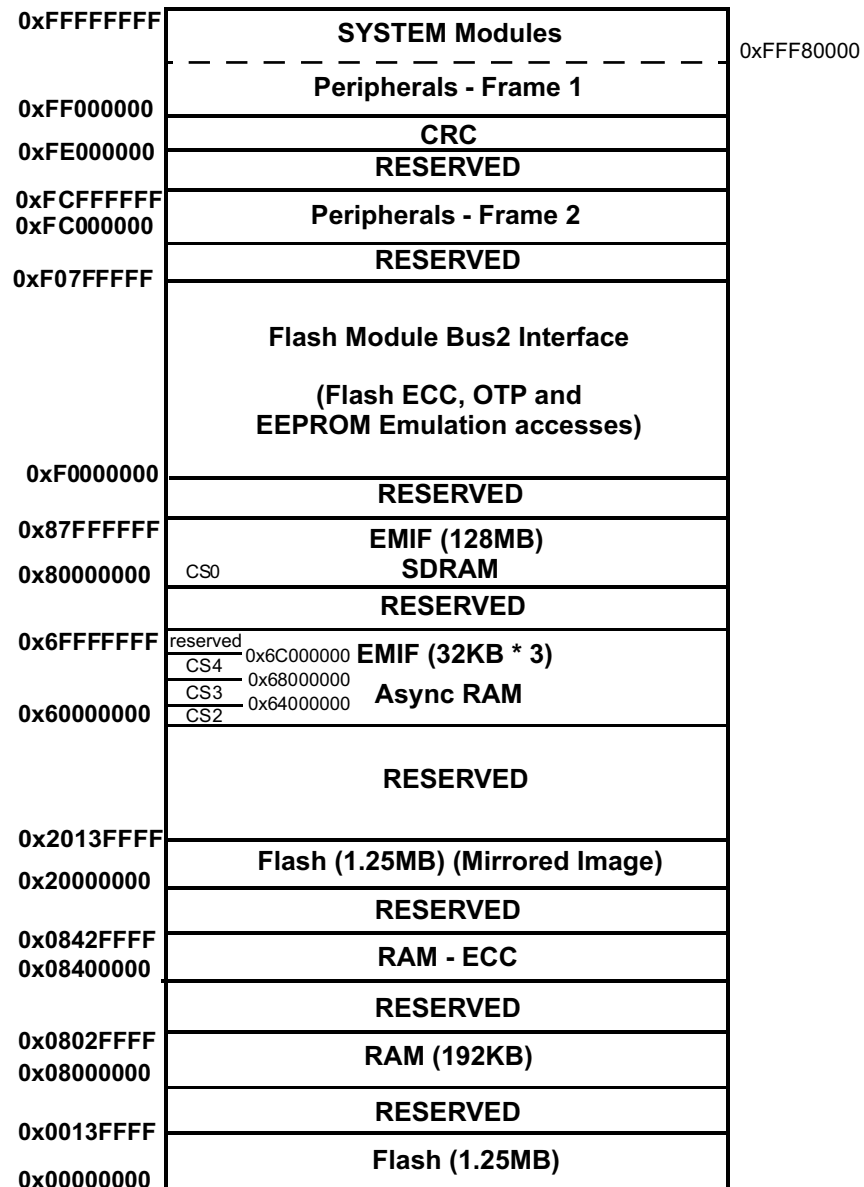 0xFFFFFFFF
SYSTEM Modules
0xFFF80000
Peripherals - Frame 1
0xFF000000
CRC
0xFE000000
RESERVED
0xFCFFFFFF
Peripherals - Frame 2
0xFC000000
RESERVED
0xF07FFFFF
Flash Module Bus2 Interface
(Flash ECC, OTP and
EEPROM Emulation accesses)
0xF0000000
RESERVED
0x87FFFFFF
EMIF (128MB)
0x80000000
CS0
SDRAM
RESERVED
0x6FFFFFFF
reserved
0x6C000000
EMIF (32KB * 3)
CS4
0x68000000
CS3
Async RAM
0x64000000
0x60000000
CS2
RESERVED
0x2013FFFF
Flash (1.25MB) (Mirrored Image)
0x20000000
RESERVED
0x0842FFFF
RAM - ECC
0x08400000
RESERVED
0x0802FFFF
RAM (192KB)
0x08000000
RESERVED
0x0013FFFF
Flash (1.25MB)
0x00000000